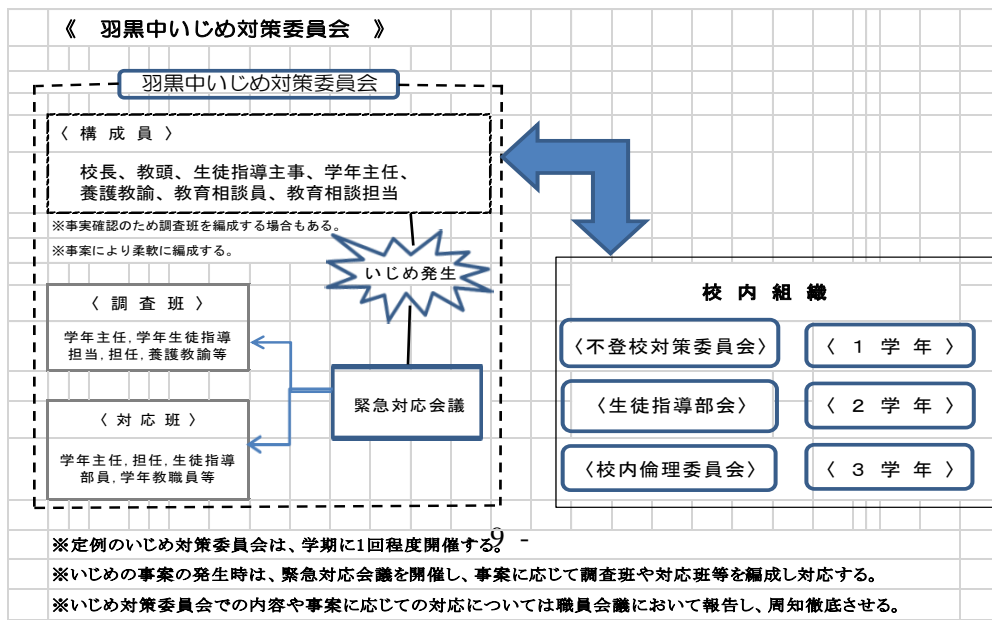 《　羽黒中いじめ対策委員会　》
羽黒中いじめ対策委員会
〈 構 成 員 〉
校長、教頭、生徒指導主事、学年主任、
養護教諭、教育相談員、教育相談担当
※事実確認のため調査班を編成する場合もある。
※事案により柔軟に編成する。
いじめ発生
〈 調 査 班 〉
学年主任,学年生徒指導
担当,担任,養護教諭等
緊急対応会議
〈 対 応 班 〉
学年主任,担任,生徒指導
部員,学年教職員等
校 内 組 織
〈不登校対策委員会〉
〈 １ 学 年 〉
〈生徒指導部会〉
〈 ２ 学 年 〉
〈校内倫理委員会〉
〈 ３ 学 年 〉
※定例のいじめ対策委員会は、学期に1回程度開催する。
9 -
※いじめの事案の発生時は、緊急対応会議を開催し、事案に応じて調査班や対応班等を編成し対応する。
※いじめ対策委員会での内容や事案に応じての対応については職員会議において報告し、周知徹底させる。